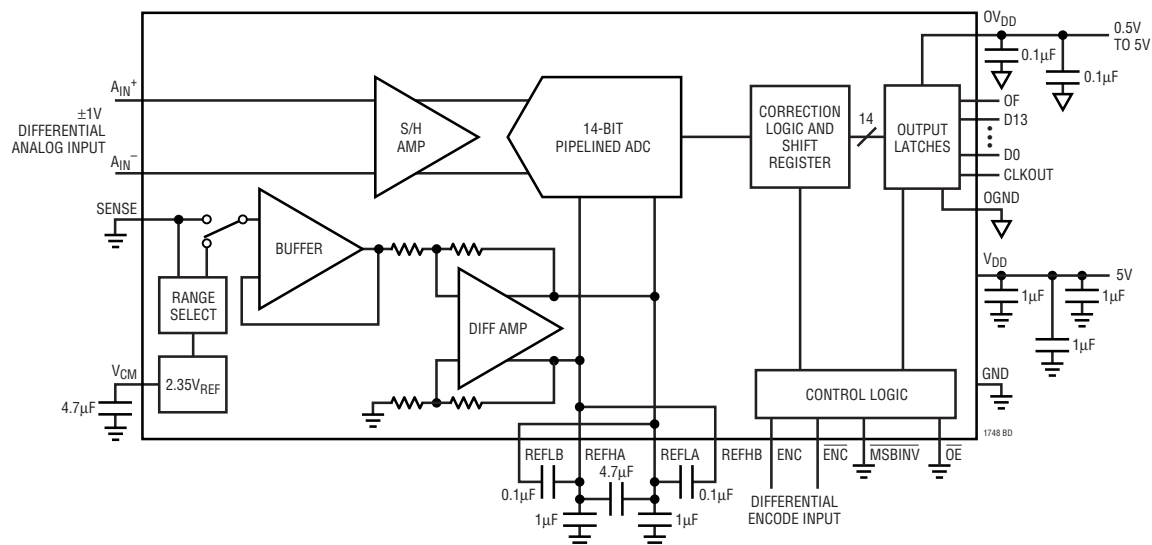 OV_DD
0.5V
TO 5V
0.1µF
0.1µF
A_IN^+
±1V
DIFFERENTIAL
ANALOG INPUT
A_IN^−
S/H
AMP
14-BIT
PIPELINED ADC
CORRECTION
LOGIC AND
SHIFT
REGISTER
14
OUTPUT
LATCHES
OF
D13
D0
CLKOUT
OGND
SENSE
BUFFER
RANGE
SELECT
DIFF AMP
V_DD
5V
1µF
1µF
1µF
V_CM
2.35V_REF
4.7µF
CONTROL LOGIC
GND
1748 BD
REFLB
REFHA
REFLA
REFHB
ENC
E̅N̅C̅
M̅S̅B̅I̅N̅V̅
O̅E̅
4.7µF
0.1µF
0.1µF
1µF
1µF
DIFFERENTIAL
ENCODE INPUT